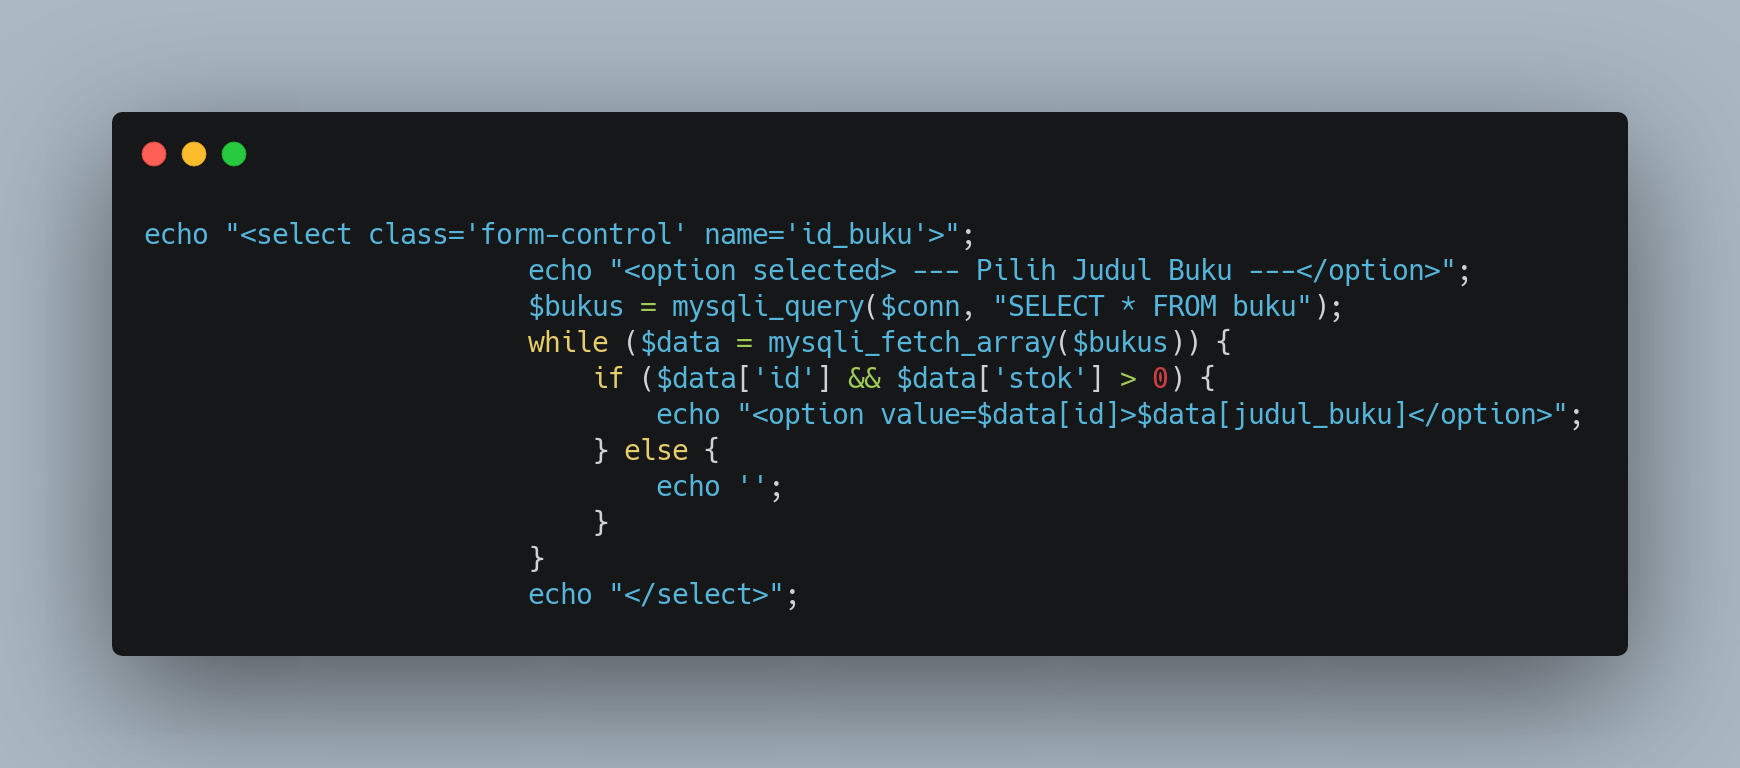 echo "<select class='form-control' name='id_buku'>";
echo "<option selected> --- Pilih Judul Buku ---</option>";
$bukus = mysqli_query($conn, "SELECT * FROM buku");
while ($data = mysqli_fetch_array($bukus)) {
if ($data['id'] && $data['stok'] > 0) {
echo "<option value=$data[id]>$data[judul_buku]</option>";
} else {
echo '';
}
}
echo "</select>";